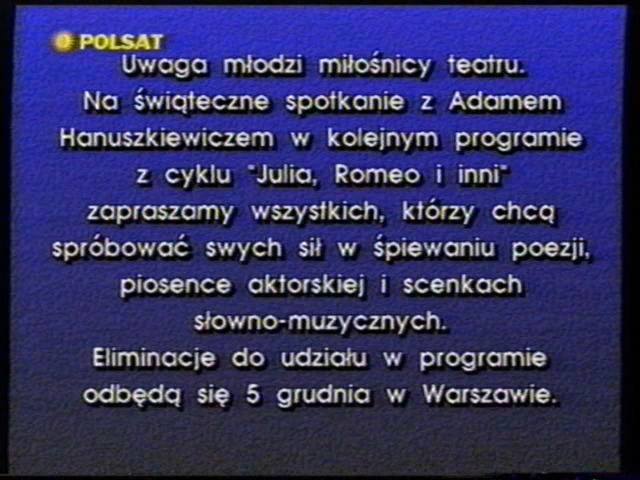 POLSAT
Uwaga młodzi miłośnicy teatru.
Na świąteczne spotkanie z Adamem
Hanuszkiewiczem w kolejnym programie
z cyklu "Julia, Romeo i inni"
zapraszamy wszystkich, którzy chcą
spróbować swych sił w śpiewaniu poezji,
piosence aktorskiej i scenkach
słowno-muzycznych.
Eliminacje do udziału w programie
odbędą się 5 grudnia w Warszawie.